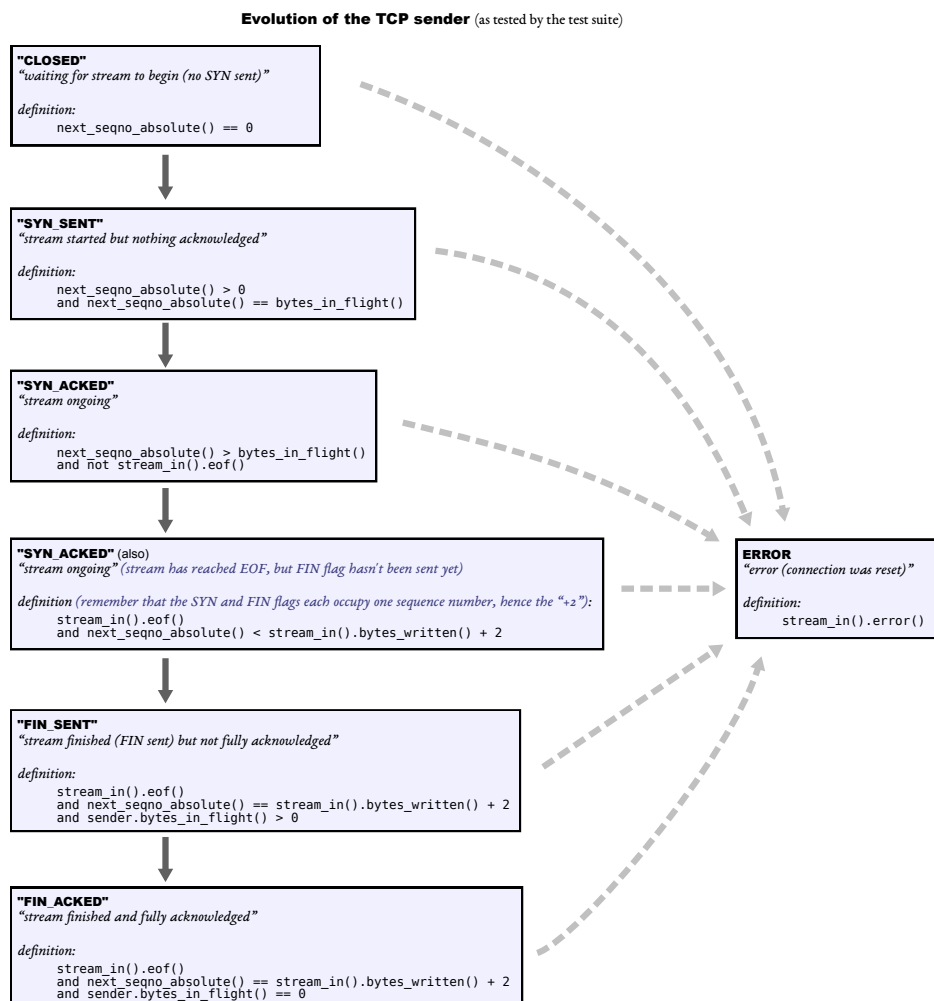 Evolution of the TCP sender (as tested by the test suite)
"CLOSED"
“waiting for stream to begin (no SYN sent)”
definition:
next_seqno_absolute() == 0
"SYN_SENT"
“stream started but nothing acknowledged”
definition:
next_seqno_absolute() > 0
and next_seqno_absolute() == bytes_in_flight()
"SYN_ACKED"
“stream ongoing”
definition:
next_seqno_absolute() > bytes_in_flight()
and not stream_in().eof()
"SYN_ACKED" (also)
“stream ongoing” (stream has reached EOF, but FIN flag hasn't been sent yet)
definition (remember that the SYN and FIN flags each occupy one sequence number, hence the “+2”):
stream_in().eof()
and next_seqno_absolute() < stream_in().bytes_written() + 2
ERROR
“error (connection was reset)”
definition:
stream_in().error()
"FIN_SENT"
“stream finished (FIN sent) but not fully acknowledged”
definition:
stream_in().eof()
and next_seqno_absolute() == stream_in().bytes_written() + 2
and sender.bytes_in_flight() > 0
"FIN_ACKED"
“stream finished and fully acknowledged”
definition:
stream_in().eof()
and next_seqno_absolute() == stream_in().bytes_written() + 2
and sender.bytes_in_flight() == 0